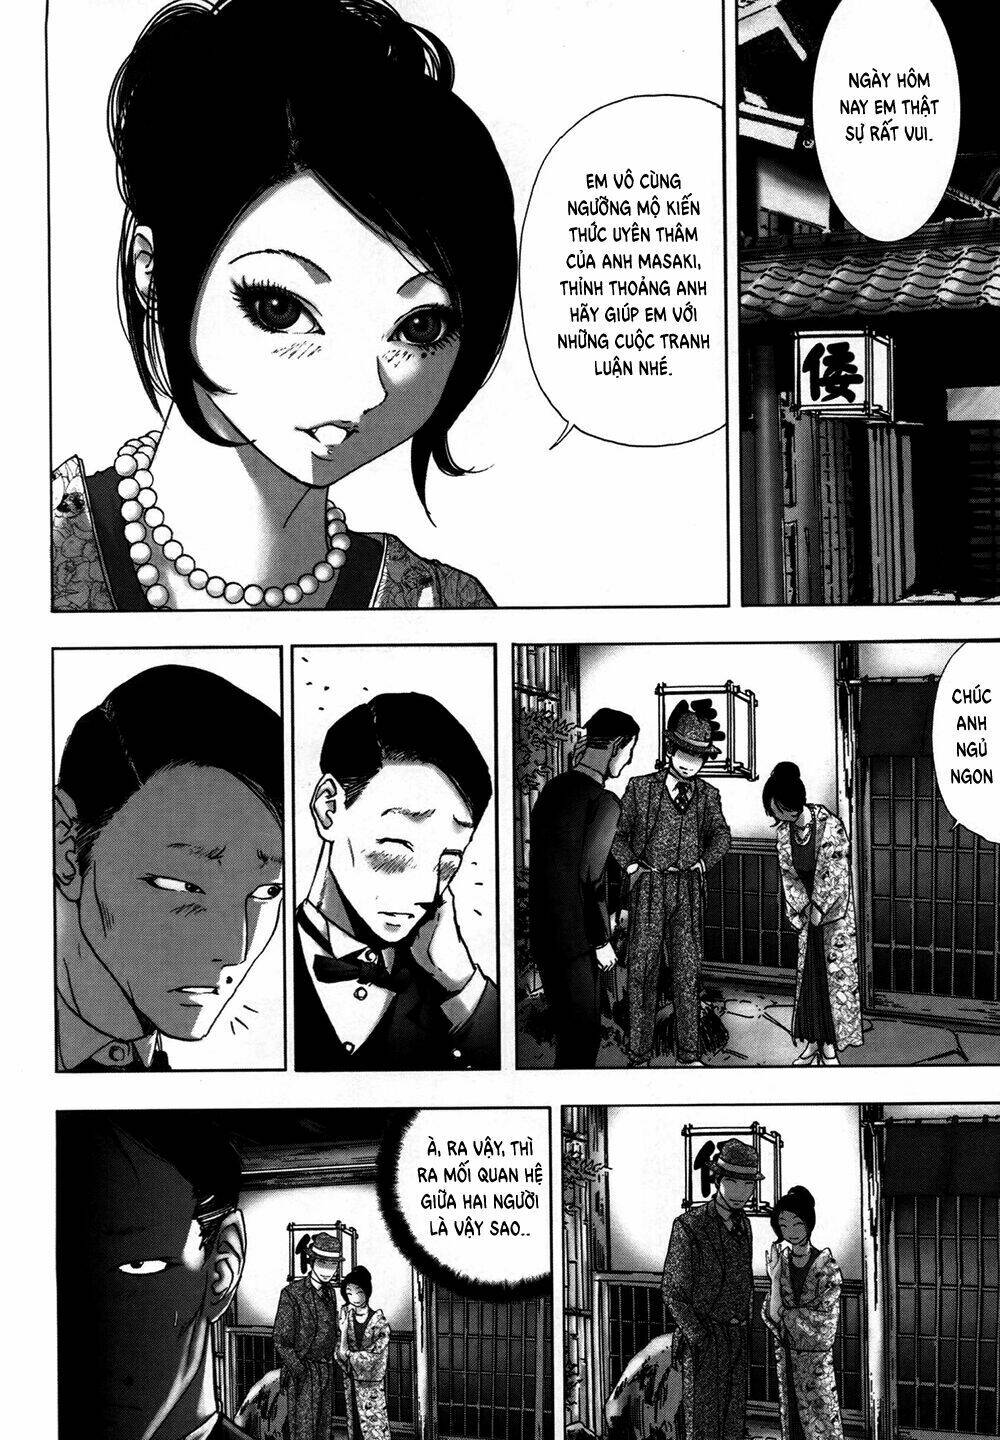 NGÀY HÔM
NAY EM THẬT
SỰ RẤT VUI.
倭
EM VÔ CÙNG
NGƯỠNG MỘ KIẾN
THỨC UYÊN THÂM
CỦA ANH MASAKI,
THỈNH THOẢNG ANH
HÃY GIÚP EM VỚI
NHỮNG CUỘC TRANH
LUẬN NHÉ.
CHÚC
ANH
NGỦ
NGON
À, RA VẬY, THÌ
RA MỐI QUAN HỆ
GIỮA HAI NGƯỜI
LÀ VẬY SAO..